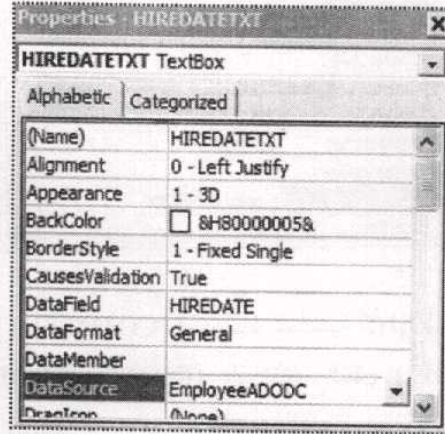 Properties - HIREDATETXT
HIREDATETXT TextBox
Alphabetic Categorized
(Name) HIREDATETXT
Alignment 0 - Left Justify
Appearance 1 - 3D
BackColor &H80000005&
BorderStyle 1 - Fixed Single
CausesValidation True
DataField HIREDATE
DataFormat General
DataMember
DataSource EmployeeADODC
DragIcon (None)